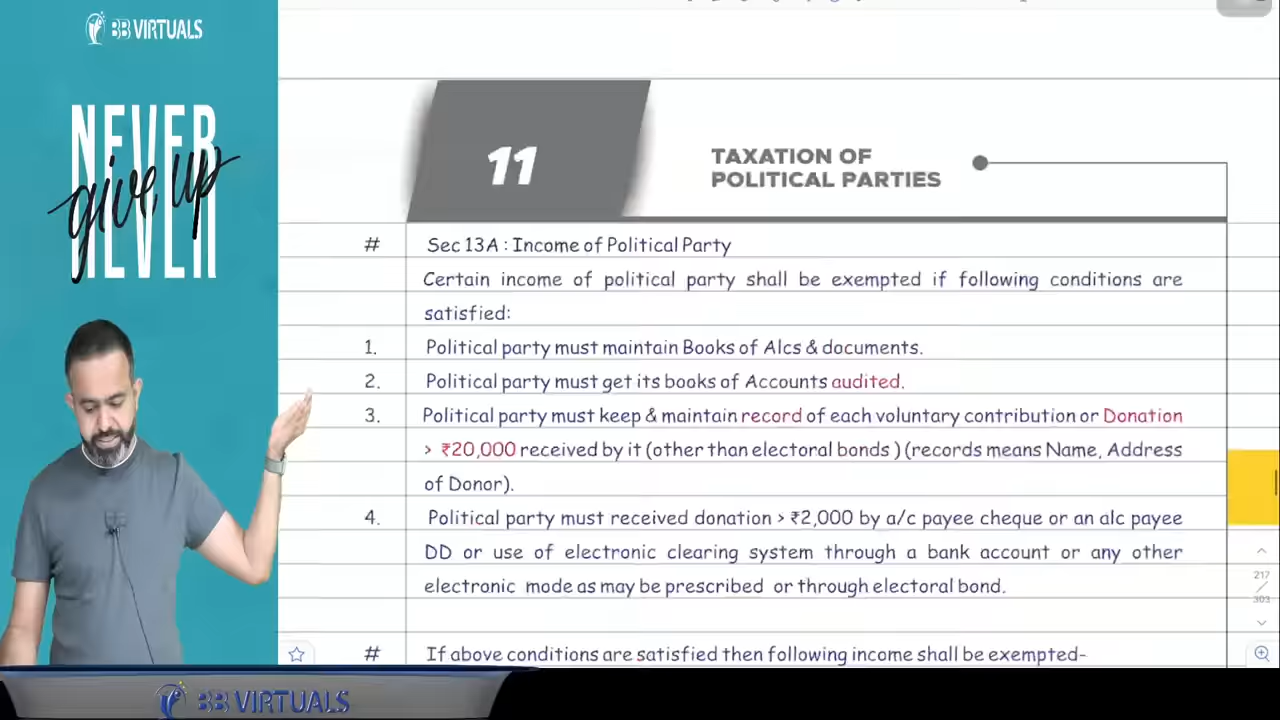 BB VIRTUALS
NEVER
give up
NEVER
11
TAXATION OF
POLITICAL PARTIES
# Sec 13A : Income of Political Party
Certain income of political party shall be exempted if following conditions are
satisfied:
1. Political party must maintain Books of Alcs & documents.
2. Political party must get its books of Accounts audited.
3. Political party must keep & maintain record of each voluntary contribution or Donation
> ₹20,000 received by it (other than electoral bonds ) (records means Name, Address
of Donor).
4. Political party must received donation > ₹2,000 by a/c payee cheque or an alc payee
DD or use of electronic clearing system through a bank account or any other
electronic mode as may be prescribed or through electoral bond.
217
/
303
# If above conditions are satisfied then following income shall be exempted-
BB VIRTUALS